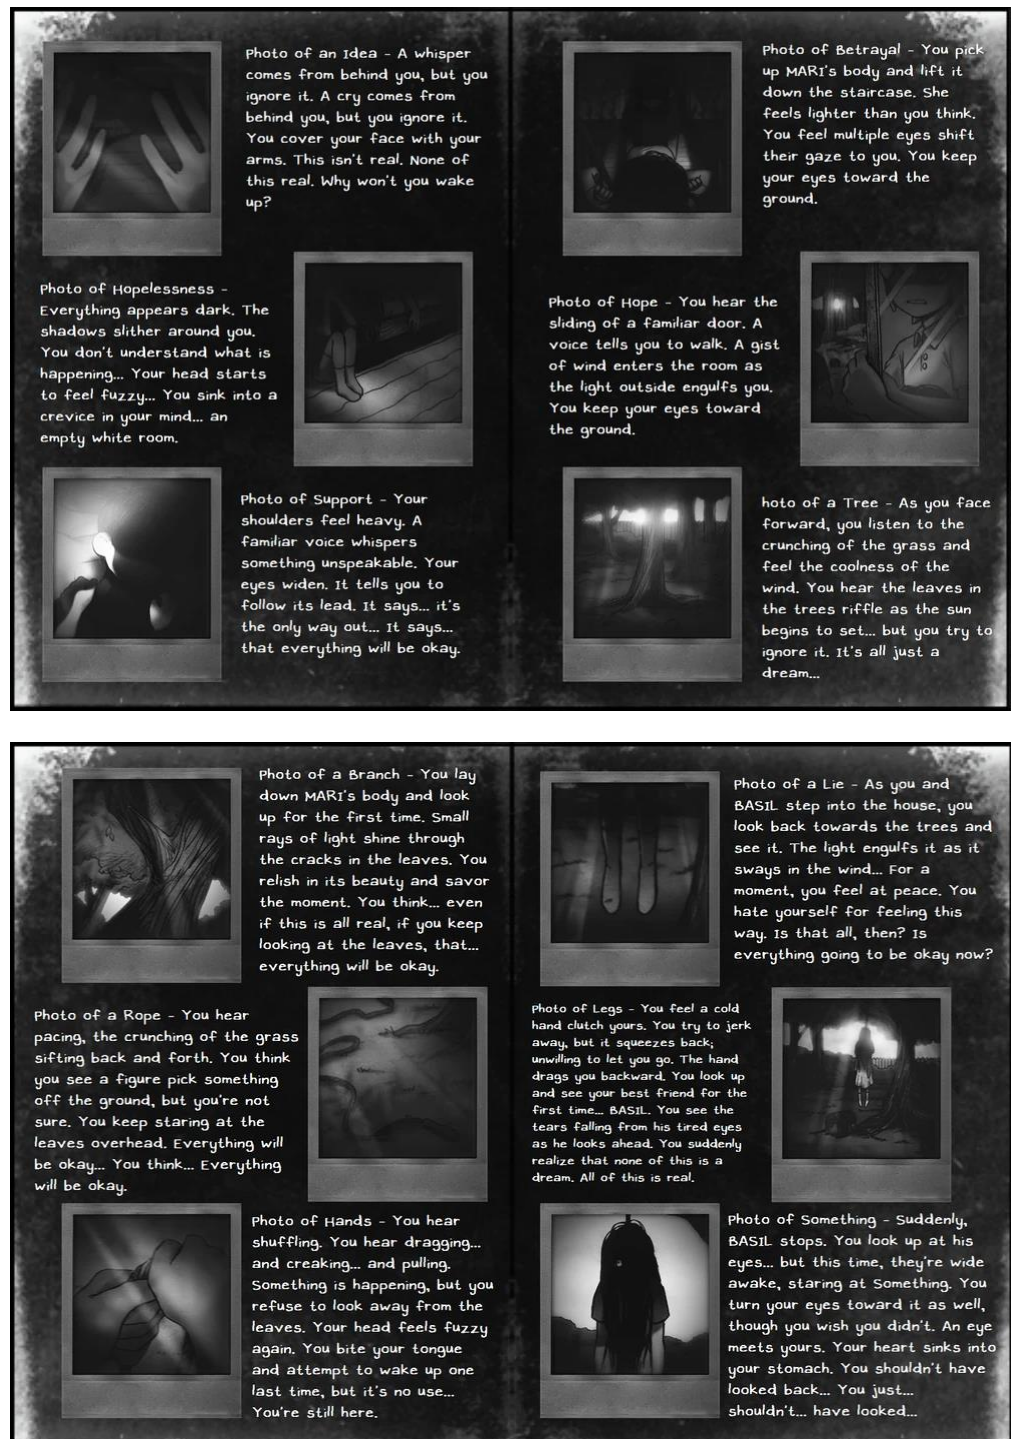 Photo of an Idea - A whisper
comes from behind you, but you
ignore it. A cry comes from
behind you, but you ignore it.
You cover your face with your
arms. This isn't real. None of
this real. Why won't you wake
up?
Photo of Hopelessness -
Everything appears dark. The
shadows slither around you.
You don't understand what is
happening... Your head starts
to feel fuzzy... You sink into a
crevice in your mind... an
empty white room.
Photo of Support - Your
shoulders feel heavy. A
familiar voice whispers
something unspeakable. Your
eyes widen. It tells you to
follow its lead. It says... it's
the only way out... It says...
that everything will be okay.
Photo of Betrayal - You pick
up MARI's body and lift it
down the staircase. She
feels lighter than you think.
You feel multiple eyes shift
their gaze to you. You keep
your eyes toward the
ground.
Photo of Hope - You hear the
sliding of a familiar door. A
voice tells you to walk. A gist
of wind enters the room as
the light outside engulfs you.
You keep your eyes toward
the ground.
hoto of a Tree - As you face
forward, you listen to the
crunching of the grass and
feel the coolness of the
wind. You hear the leaves in
the trees riffle as the sun
begins to set... but you try to
ignore it. It's all just a
dream...
Photo of a Branch - You lay
down MARI's body and look
up for the first time. Small
rays of light shine through
the cracks in the leaves. You
relish in its beauty and savor
the moment. You think... even
if this is all real, if you keep
looking at the leaves, that...
everything will be okay.
Photo of a Rope - You hear
pacing, the crunching of the grass
sifting back and forth. You think
you see a figure pick something
off the ground, but you're not
sure. You keep staring at the
leaves overhead. Everything will
be okay... You think... Everything
will be okay.
Photo of Hands - You hear
shuffling. You hear dragging...
and creaking... and pulling.
Something is happening, but you
refuse to look away from the
leaves. Your head feels fuzzy
again. You bite your tongue
and attempt to wake up one
last time, but it's no use...
You're still here.
Photo of a Lie - As you and
BASIL step into the house, you
look back towards the trees and
see it. The light engulfs it as it
sways in the wind... For a
moment, you feel at peace. You
hate yourself for feeling this
way. Is that all, then? Is
everything going to be okay now?
Photo of Legs - You feel a cold
hand clutch yours. You try to jerk
away, but it squeezes back;
unwilling to let you go. The hand
drags you backward. You look up
and see your best friend for the
first time... BASIL. You see the
tears falling from his tired eyes
as he looks ahead. You suddenly
realize that none of this is a
dream. All of this is real.
Photo of Something - Suddenly,
BASIL stops. You look up at his
eyes... but this time, they're wide
awake, staring at Something. You
turn your eyes toward it as well,
though you wish you didn't. An eye
meets yours. Your heart sinks into
your stomach. You shouldn't have
looked back... You just...
shouldn't... have looked...